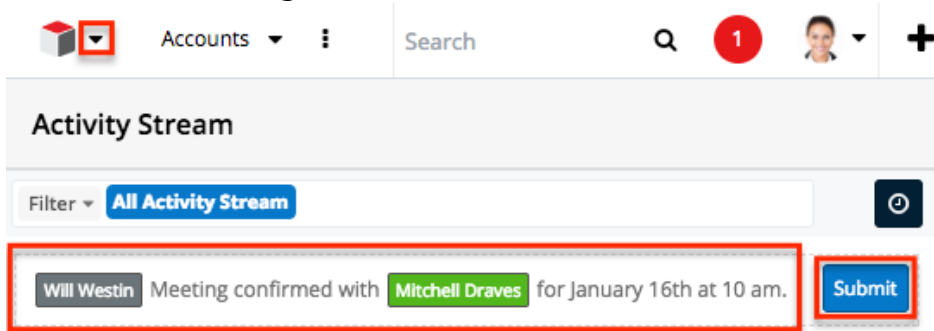 Accounts Search 1
Activity Stream
Filter All Activity Stream
Will Westin Meeting confirmed with Mitchell Draves for January 16th at 10 am. Submit